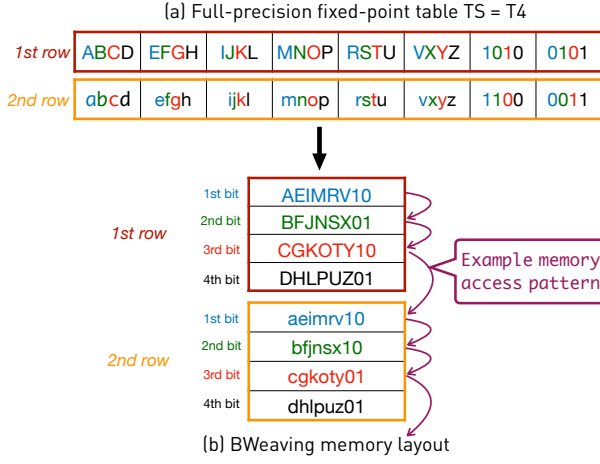 (a) Full-precision fixed-point table TS = T4
1st row ABCD EFGH IJKL MNOP RSTU VXYZ 1010 0101
2nd row abcd efgh ijkl mnop rstu vxyz 1100 0011
1st bit AEIMRV10
2nd bit BFJNSX01
1st row
3rd bit CGKOTY10
4th bit DHLPUZ01
Example memory
access pattern
1st bit aeimrv10
2nd bit bfjnsx10
2nd row
3rd bit cgkoty01
4th bit dhlpuz01
(b) BWeaving memory layout